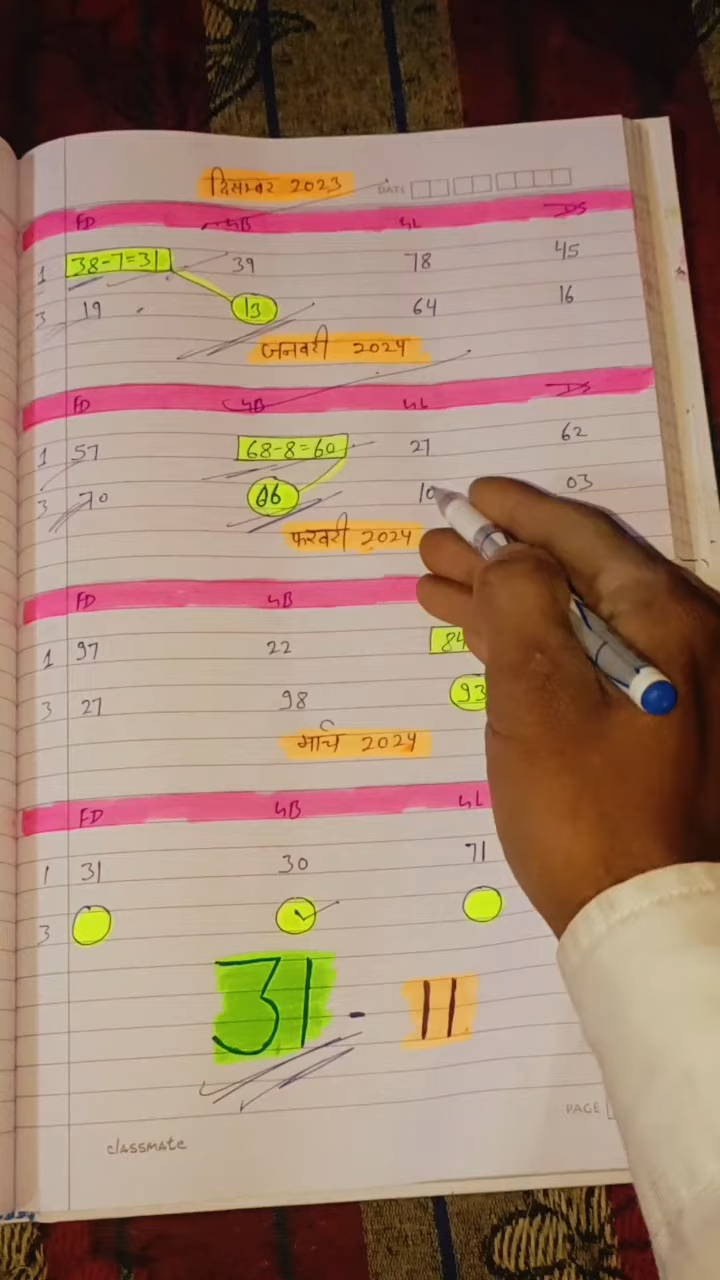 दिसम्बर 2023 DATE
FD GB GL DS
1 38-7=31 39 78 45
3 19 13 64 16
जनवरी 2024
FD GB GL DS
1 57 68-8=60 27 62
3 70 06 10 03
फरवरी 2024
FD GB
1 97 22 84
3 27 98 93
मार्च 2024
FD GB GL
1 31 30 71
3
31 - 11
PAGE
classmate